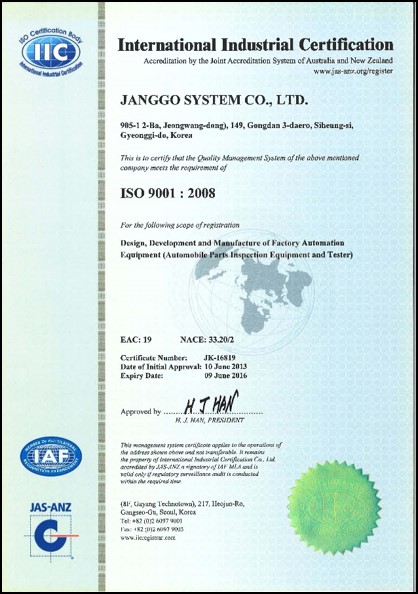 ISO Certification Body
IIC
International Industrial Certification
International Industrial Certification
Accreditation by the Joint Accreditation System of Australia and New Zealand
www.jas-anz.org/register
JANGGO SYSTEM CO., LTD.
905-1 2-Ba, Jeongwang-dong), 149, Gongdan 3-daero, Siheung-si,
Gyeonggi-do, Korea
This is to certify that the Quality Management System of the above mentioned
company meets the requirement of
ISO 9001 : 2008
For the following scope of registration
Design, Development and Manufacture of Factory Automation
Equipment (Automobile Parts Inspection Equipment and Tester)
EAC: 19 NACE: 33.20/2
Certificate Number: JK-16819
Date of Initial Approval: 10 June 2013
Expiry Date: 09 June 2016
Approved by H J HAN
H. J. HAN, PRESIDENT
This management system certificate applies to the operations of
the address shown above and not transferable. It remains
the property of International Industrial Certification Co., Ltd.
accredited by JAS-ANZ a signatory of IAF MLA and is
valid only if regulatory surveillance audit is conducted
within the required time
IAF
JAS-ANZ
(8F, Gayang Technotown), 217, Heojun-Ro,
Gangseo-Gu, Seoul, Korea
Tel: +82 (0)2 6097 9001
Fax: +82 (0)2 6097 9005
www.iicregistrar.com